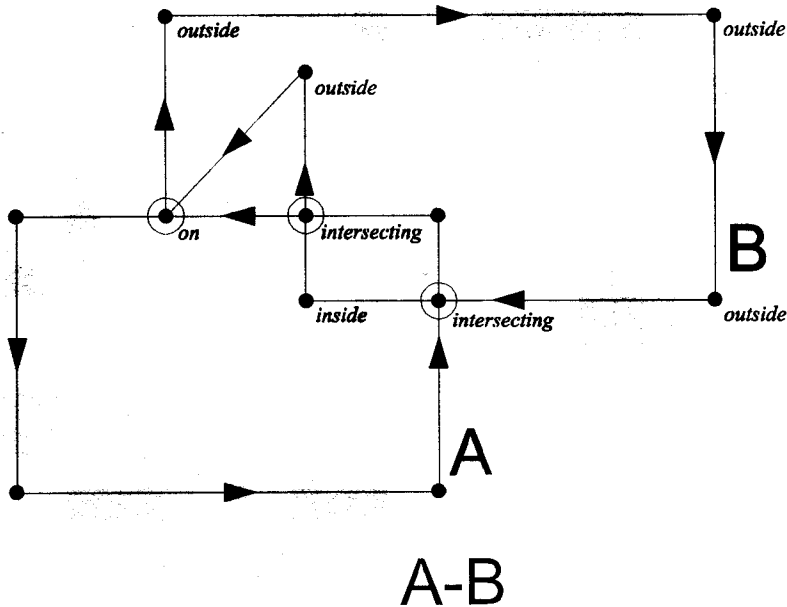 outside
outside
outside
on
intersecting
B
inside
intersecting
outside
A
A-B